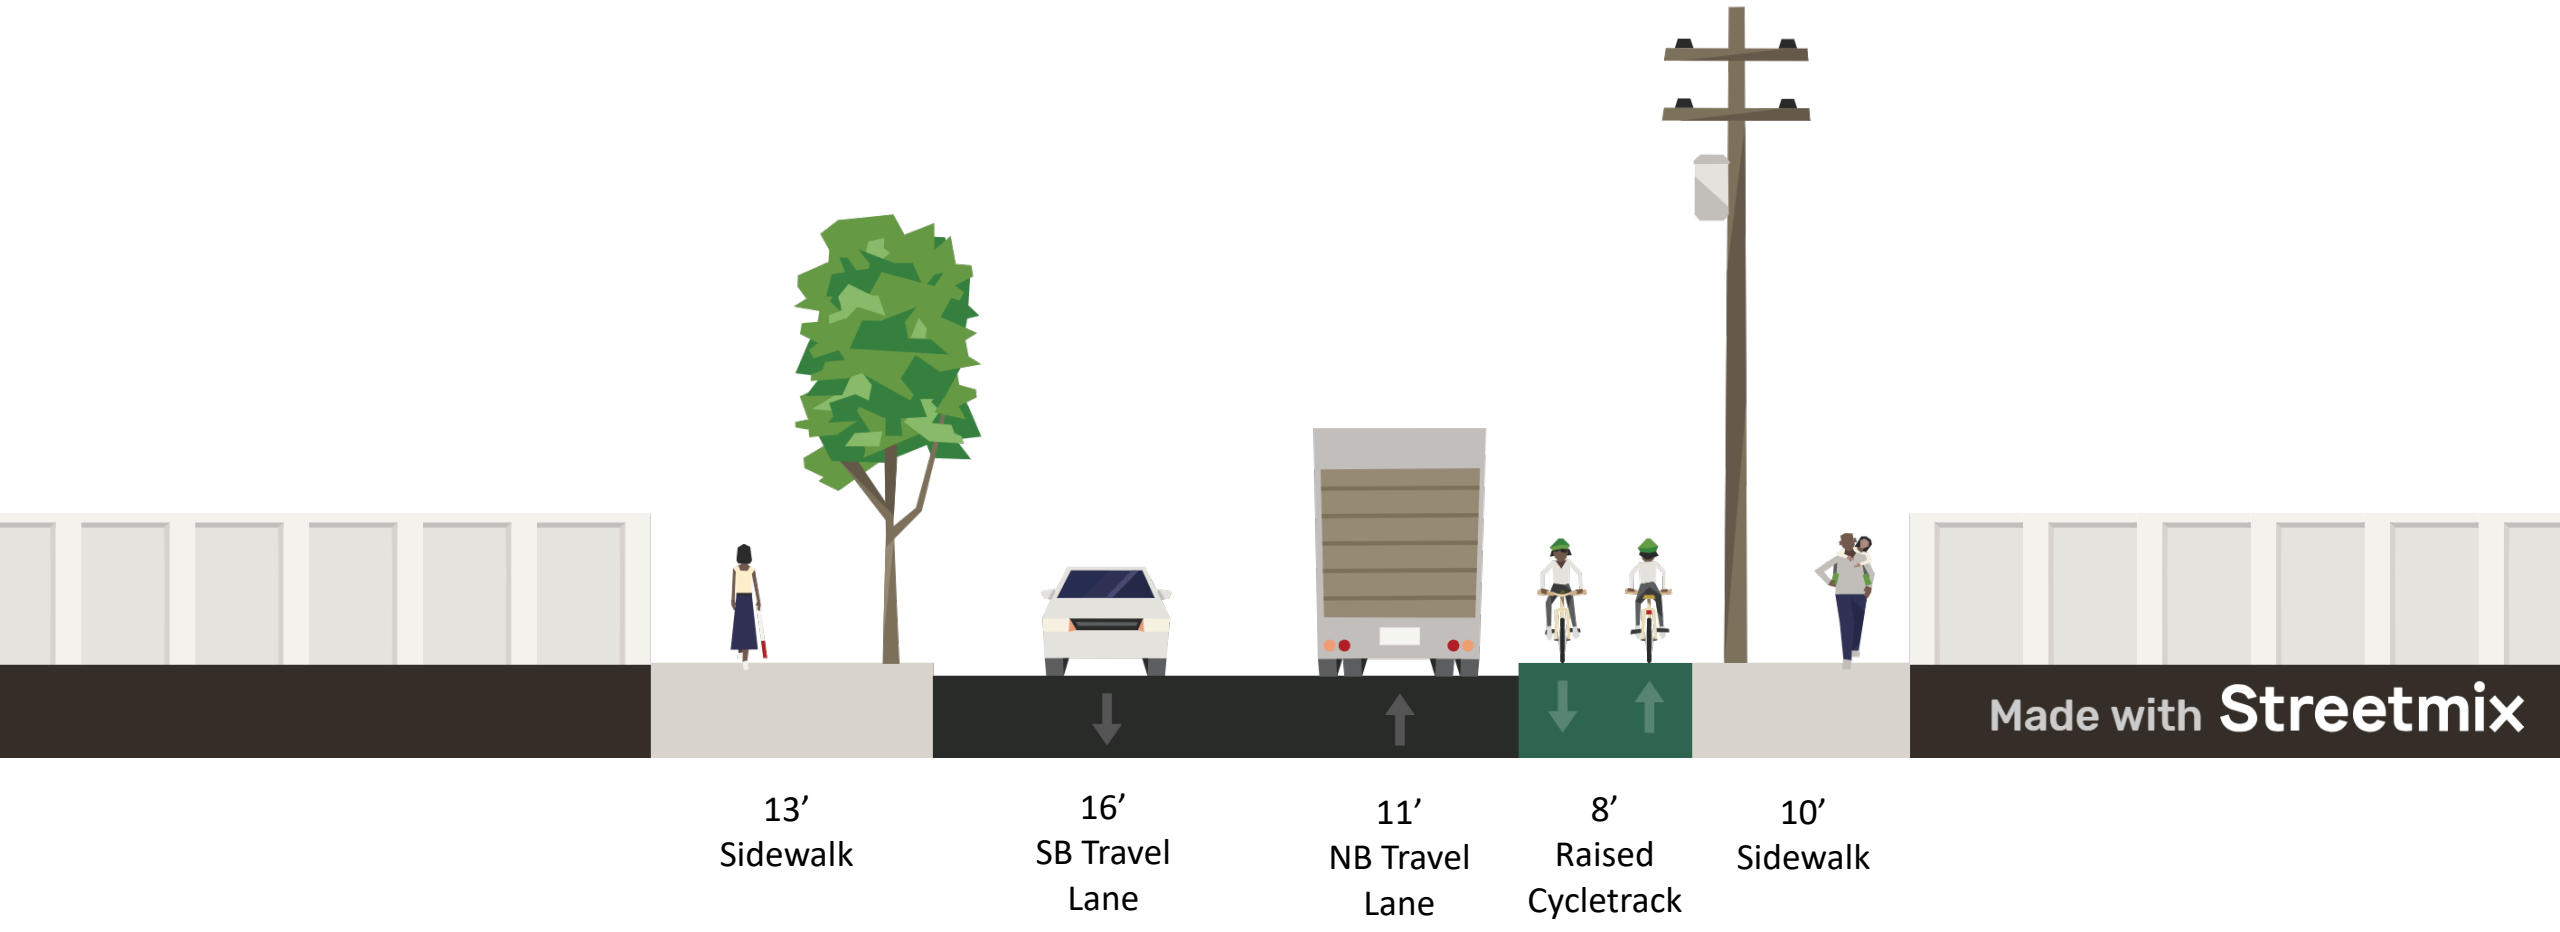 Made with Streetmix
13’
Sidewalk
16’
SB Travel
Lane
11’
NB Travel
Lane
8’
Raised
Cycletrack
10’
Sidewalk